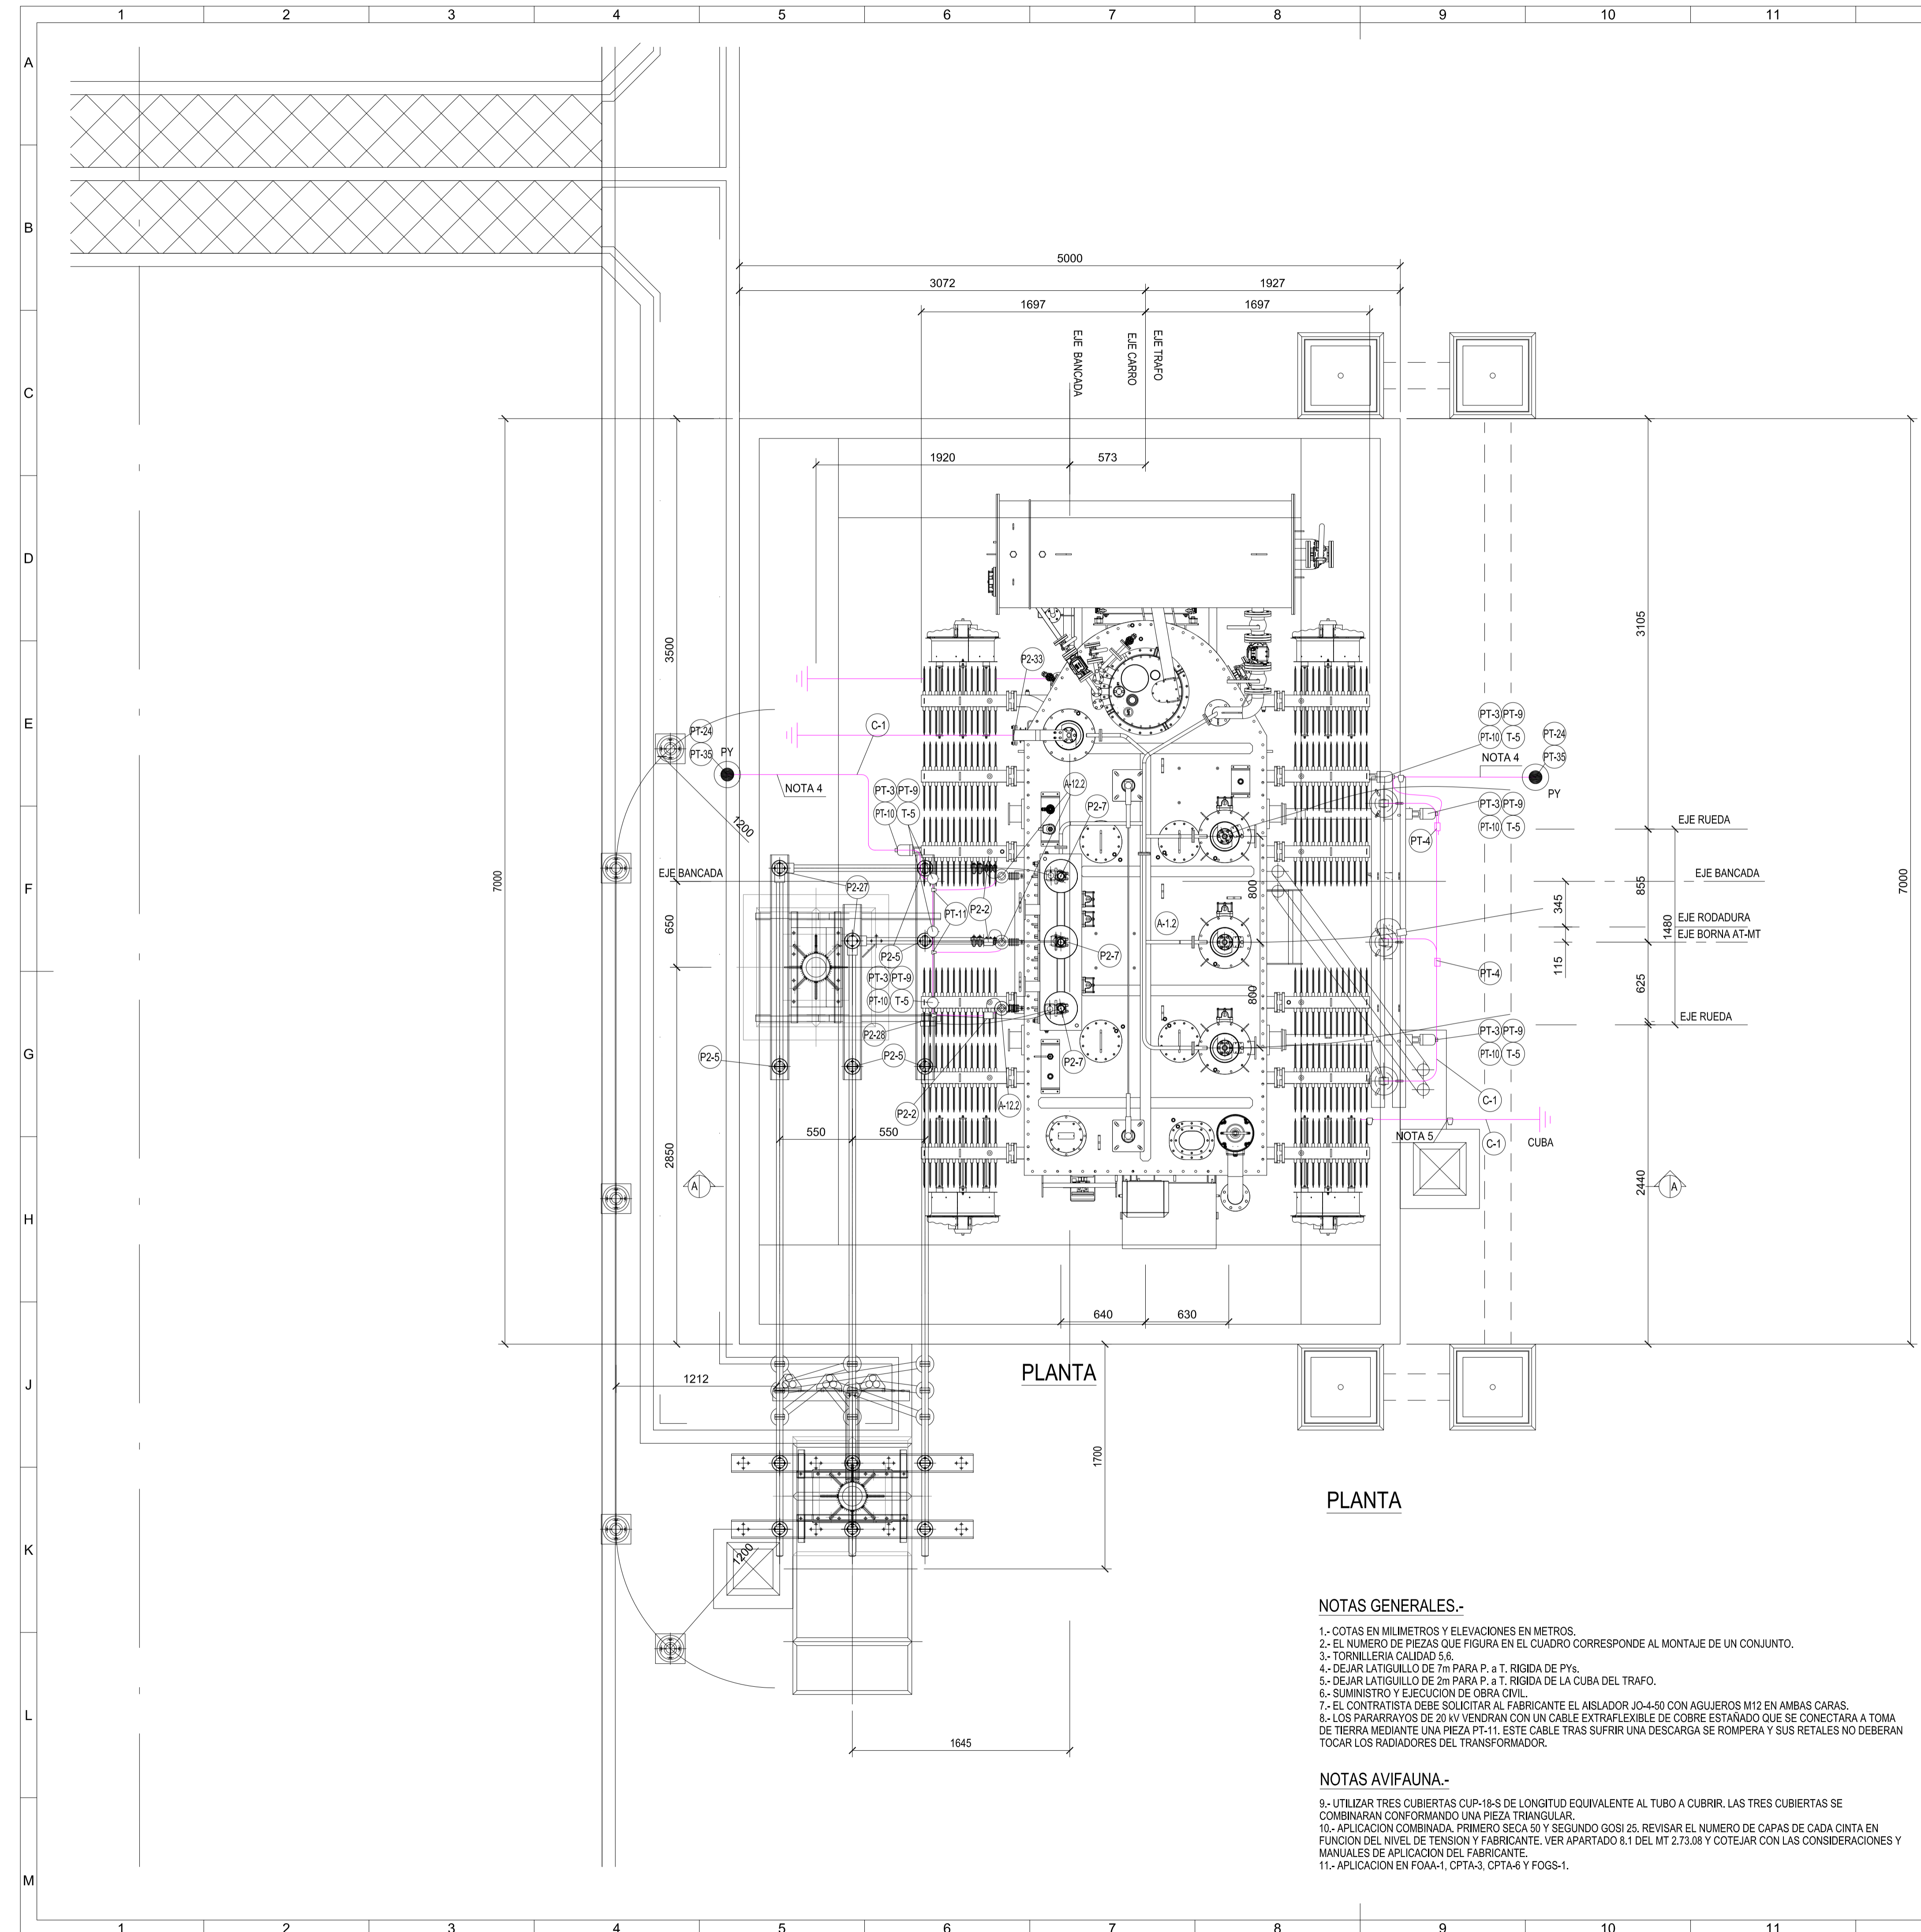 1 2 3 4 5 6 7 8 9 10 11
A
B
C
D
E
F
G
H
J
K
L
M
5000
3072 1927
1697 1697
EJE BANCADA
EJE CARRO
EJE TRAFO
1920 573
7000
3500
3105
7000
P2-33
C-1
PT-24
PT-35
PY
NOTA 4
1200
PT-3 PT-9
PT-10 T-5
A-12.2
P2-7
PT-3 PT-9
PT-10 T-5
NOTA 4
PT-24
PT-35
PY
PT-3 PT-9
PT-10 T-5
PT-4
EJE RUEDA
EJE BANCADA
P2-27
PT-11
P2-2
A-1.2
800
EJE BANCADA
345
855
1480
EJE RODADURA
EJE BORNA AT-MT
650
P2-5
PT-3 PT-9
PT-10 T-5
P2-28
P2-7
800
PT-4
115
625
EJE RUEDA
PT-3 PT-9
PT-10 T-5
P2-5
P2-5
P2-7
P2-2
A-12.2
C-1
550 550
NOTA 5
C-1
CUBA
2850
A
2440
A
640 630
PLANTA
1212
1700
1200
PLANTA
1645
NOTAS GENERALES.-
1.- COTAS EN MILIMETROS Y ELEVACIONES EN METROS.
2.- EL NUMERO DE PIEZAS QUE FIGURA EN EL CUADRO CORRESPONDE AL MONTAJE DE UN CONJUNTO.
3.- TORNILLERIA CALIDAD 5,6.
4.- DEJAR LATIGUILLO DE 7m PARA P. a T. RIGIDA DE PYs.
5.- DEJAR LATIGUILLO DE 2m PARA P. a T. RIGIDA DE LA CUBA DEL TRAFO.
6.- SUMINISTRO Y EJECUCION DE OBRA CIVIL.
7.- EL CONTRATISTA DEBE SOLICITAR AL FABRICANTE EL AISLADOR JO-4-50 CON AGUJEROS M12 EN AMBAS CARAS.
8.- LOS PARARRAYOS DE 20 kV VENDRAN CON UN CABLE EXTRAFLEXIBLE DE COBRE ESTAÑADO QUE SE CONECTARA A TOMA
DE TIERRA MEDIANTE UNA PIEZA PT-11. ESTE CABLE TRAS SUFRIR UNA DESCARGA SE ROMPERA Y SUS RETALES NO DEBERAN
TOCAR LOS RADIADORES DEL TRANSFORMADOR.
NOTAS AVIFAUNA.-
9.- UTILIZAR TRES CUBIERTAS CUP-18-S DE LONGITUD EQUIVALENTE AL TUBO A CUBRIR. LAS TRES CUBIERTAS SE
COMBINARAN CONFORMANDO UNA PIEZA TRIANGULAR.
10.- APLICACION COMBINADA. PRIMERO SECA 50 Y SEGUNDO GOSI 25. REVISAR EL NUMERO DE CAPAS DE CADA CINTA EN
FUNCION DEL NIVEL DE TENSION Y FABRICANTE. VER APARTADO 8.1 DEL MT 2.73.08 Y COTEJAR CON LAS CONSIDERACIONES Y
MANUALES DE APLICACION DEL FABRICANTE.
11.- APLICACION EN FOAA-1, CPTA-3, CPTA-6 Y FOGS-1.
1 2 3 4 5 6 7 8 9 10 11